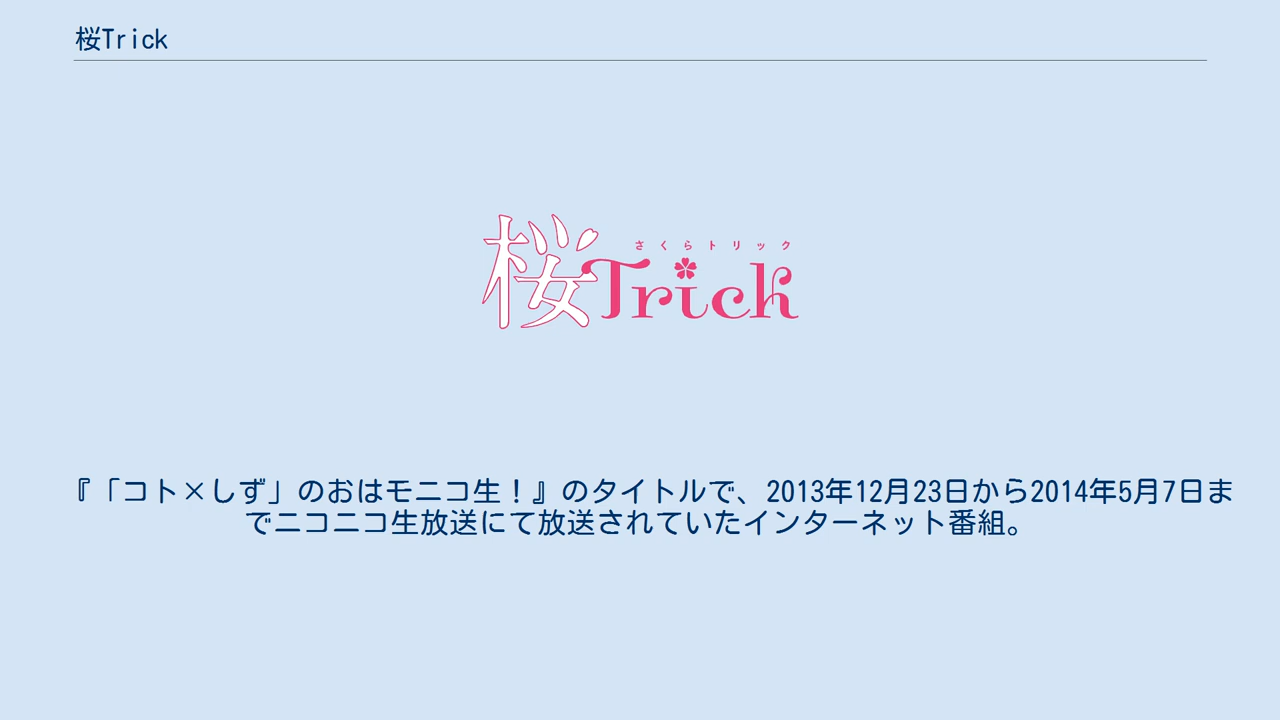 桜Trick
さくらトリック
桜Trick
『「コト×しず」のおはモニコ生！』のタイトルで、2013年12月23日から2014年5月7日ま
でニコニコ生放送にて放送されていたインターネット番組。